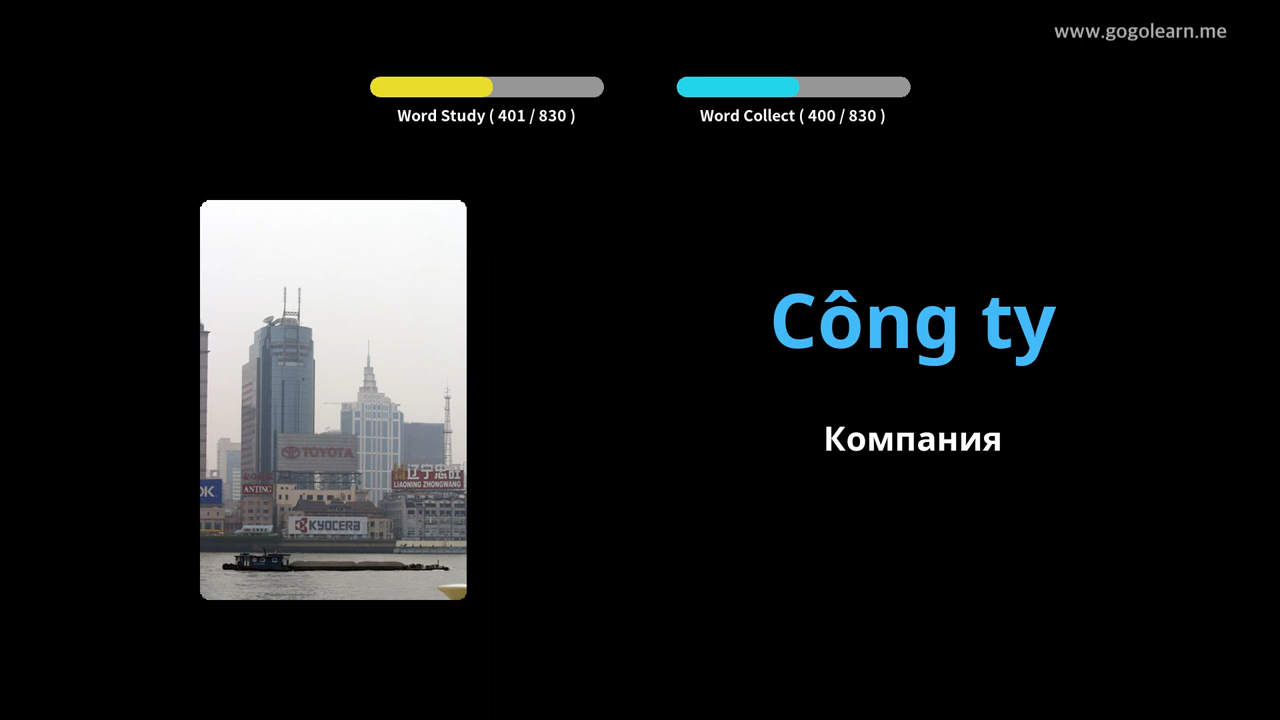 www.gogolearn.me
Word Study ( 401 / 830 )
Word Collect ( 400 / 830 )
Công ty
Компания
TOYOTA
辽宁忠旺
LIAONING ZHONGWANG
ANTING
KYOCERA